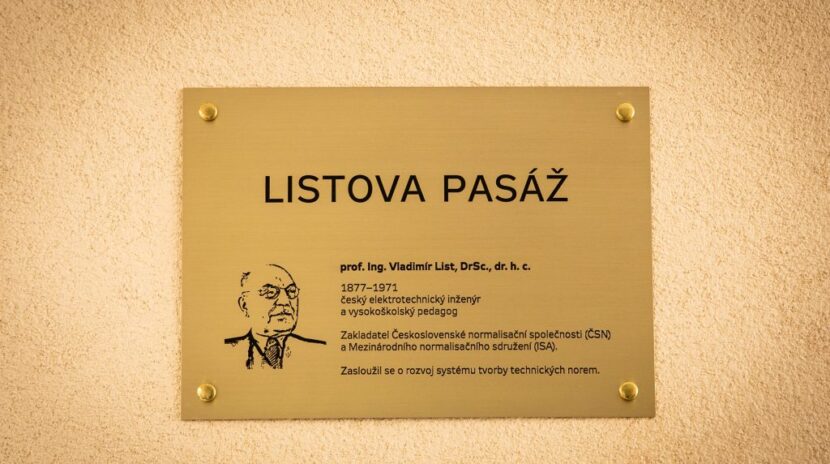 LISTOVA PASÁŽ
prof. Ing. Vladimír List, DrSc., dr. h. c.
1877–1971
český elektrotechnický inženýr
a vysokoškolský pedagog
Zakladatel Československé normalisační společnosti (ČSN)
a Mezinárodního normalisačního sdružení (ISA).
Zasloužil se o rozvoj systému tvorby technických norem.